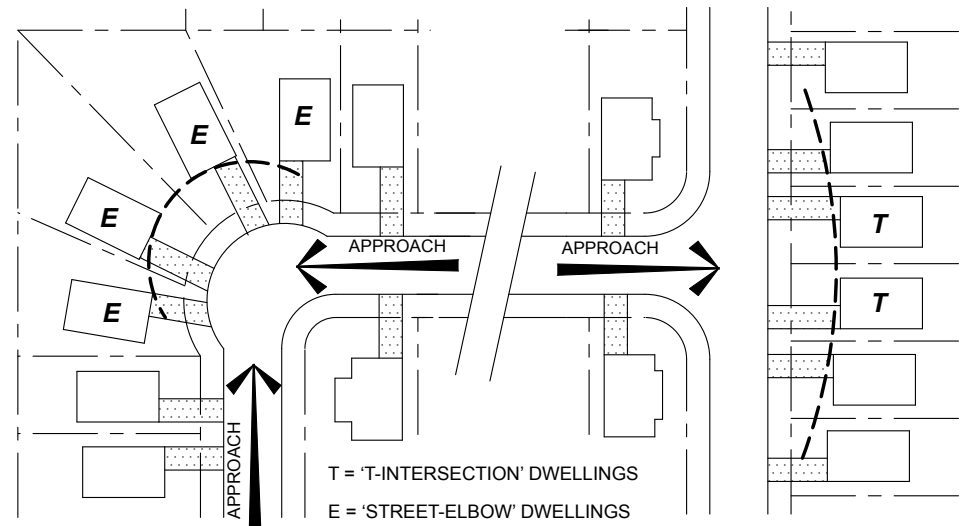 E
E
E
E
T
T
APPROACH
APPROACH
APPROACH
T = 'T-INTERSECTION' DWELLINGS
E = 'STREET-ELBOW' DWELLINGS